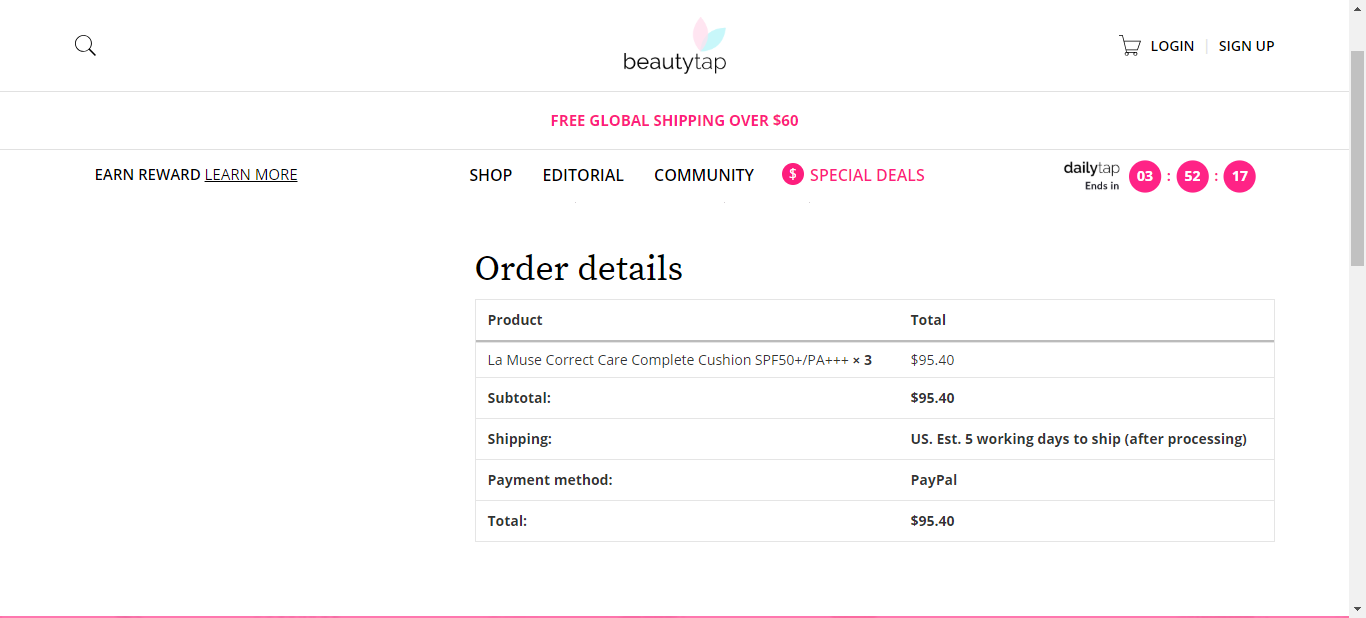 beautytap
LOGIN SIGN UP
FREE GLOBAL SHIPPING OVER $60
EARN REWARD LEARN MORE
SHOP EDITORIAL COMMUNITY $ SPECIAL DEALS
dailytap
Ends in
03 : 52 : 17
Order details
Product Total
La Muse Correct Care Complete Cushion SPF50+/PA+++ × 3 $95.40
Subtotal: $95.40
Shipping: US. Est. 5 working days to ship (after processing)
Payment method: PayPal
Total: $95.40